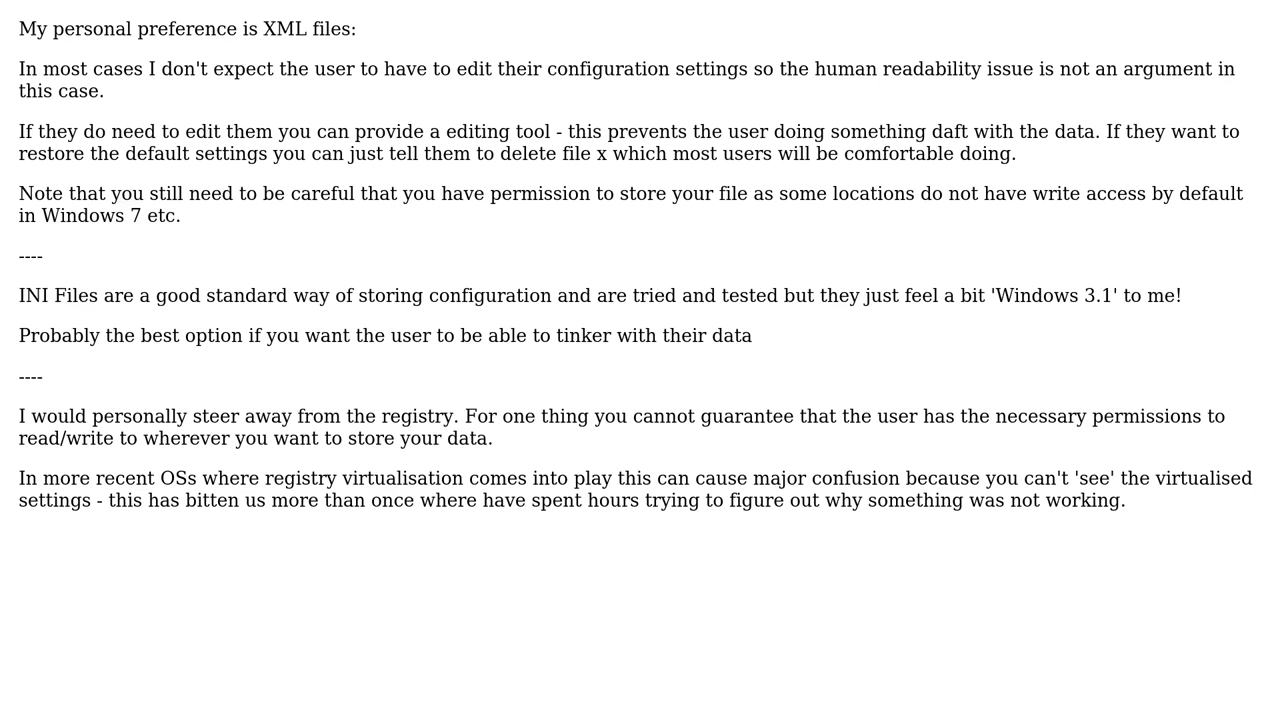 My personal preference is XML files:
In most cases I don't expect the user to have to edit their configuration settings so the human readability issue is not an argument in
this case.
If they do need to edit them you can provide a editing tool - this prevents the user doing something daft with the data. If they want to
restore the default settings you can just tell them to delete file x which most users will be comfortable doing.
Note that you still need to be careful that you have permission to store your file as some locations do not have write access by default
in Windows 7 etc.
----
INI Files are a good standard way of storing configuration and are tried and tested but they just feel a bit 'Windows 3.1' to me!
Probably the best option if you want the user to be able to tinker with their data
----
I would personally steer away from the registry. For one thing you cannot guarantee that the user has the necessary permissions to
read/write to wherever you want to store your data.
In more recent OSs where registry virtualisation comes into play this can cause major confusion because you can't 'see' the virtualised
settings - this has bitten us more than once where have spent hours trying to figure out why something was not working.